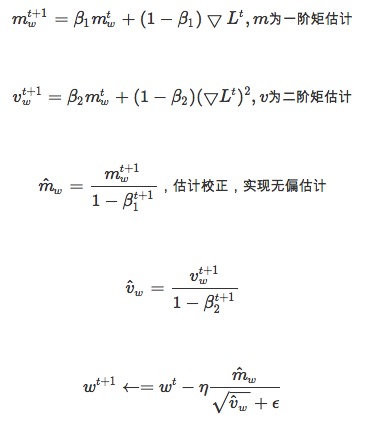 $m_w^{t+1} = \beta_1 m_w^t + (1 - \beta_1) \bigtriangledown L^t, m$为一阶矩估计
$v_w^{t+1} = \beta_2 m_w^t + (1 - \beta_2)(\bigtriangledown L^t)^2, v$为二阶矩估计
$\hat{m}_w = \frac{m_w^{t+1}}{1 - \beta_1^{t+1}}$，估计校正，实现无偏估计
$\hat{v}_w = \frac{v_w^{t+1}}{1 - \beta_2^{t+1}}$
$w^{t+1} \leftarrow = w^t - \eta \frac{\hat{m}_w}{\sqrt{\hat{v}_w} + \epsilon}$